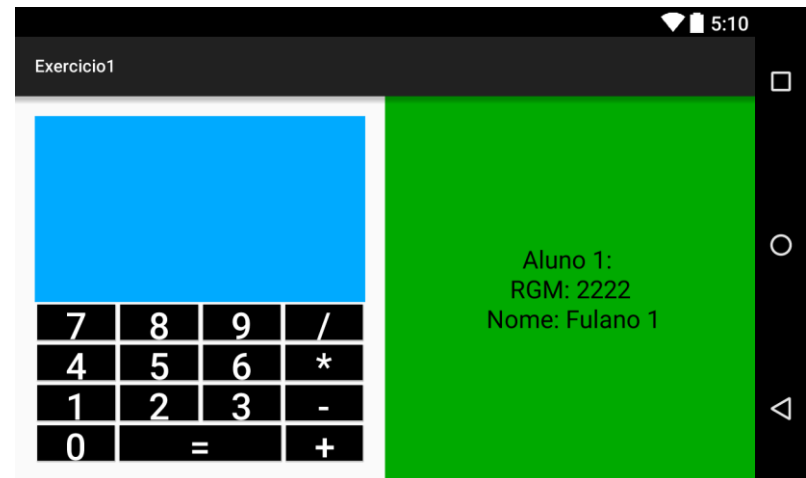 5:10
Exercicio1
7 8 9 /
4 5 6 *
1 2 3 -
0 = +
Aluno 1:
RGM: 2222
Nome: Fulano 1